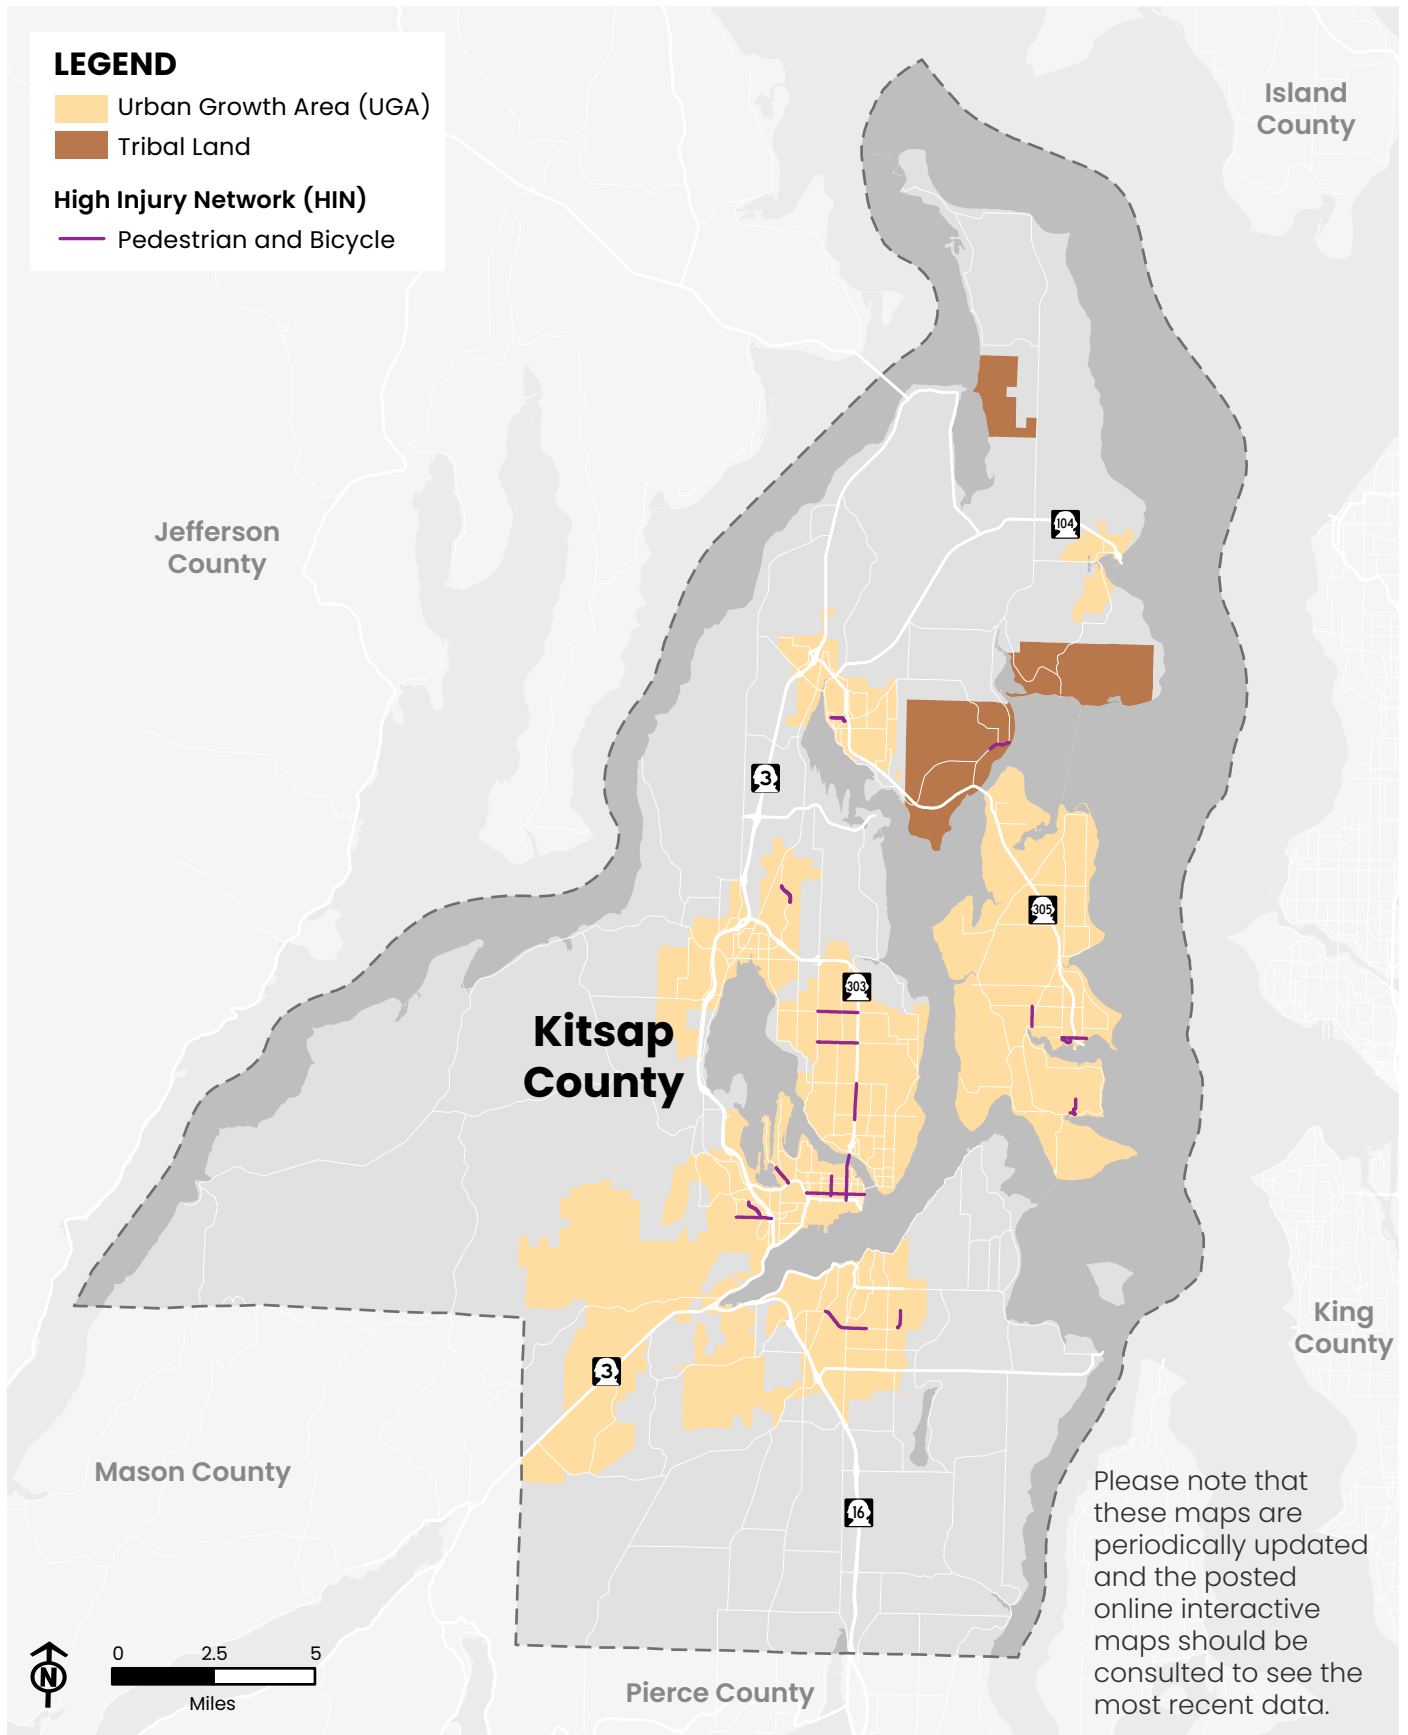 LEGEND
Urban Growth Area (UGA)
Tribal Land
High Injury Network (HIN)
Pedestrian and Bicycle
Island
County
Jefferson
County
104
3
305
303
Kitsap
County
King
County
3
Mason County
16
Please note that
these maps are
periodically updated
and the posted
online interactive
maps should be
consulted to see the
most recent data.
N
0 2.5 5
Miles
Pierce County